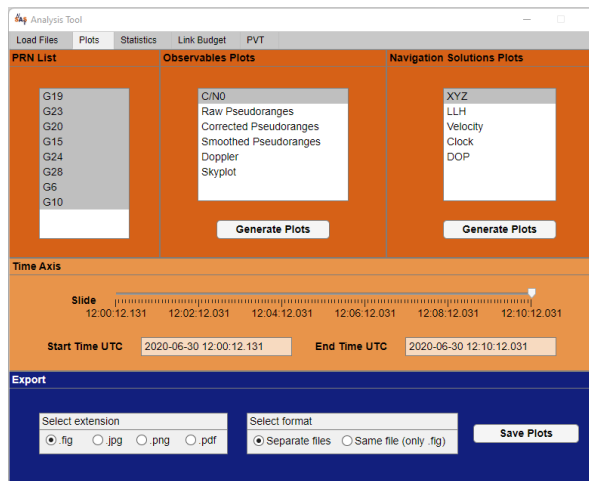 Analysis Tool
Load Files Plots Statistics Link Budget PVT
PRN List Observables Plots Navigation Solutions Plots
G19 C/N0 XYZ
G23 Raw Pseudoranges LLH
G20 Corrected Pseudoranges Velocity
G15 Smoothed Pseudoranges Clock
G24 Doppler DOP
G28 Skyplot
G6
G10
Generate Plots Generate Plots
Time Axis
Slide
12:00:12.131 12:02:12.031 12:04:12.031 12:06:12.031 12:08:12.031 12:10:12.031
Start Time UTC 2020-06-30 12:00:12.131 End Time UTC 2020-06-30 12:10:12.031
Export
Select extension Select format
.fig .jpg .png .pdf Separate files Same file (only .fig) Save Plots